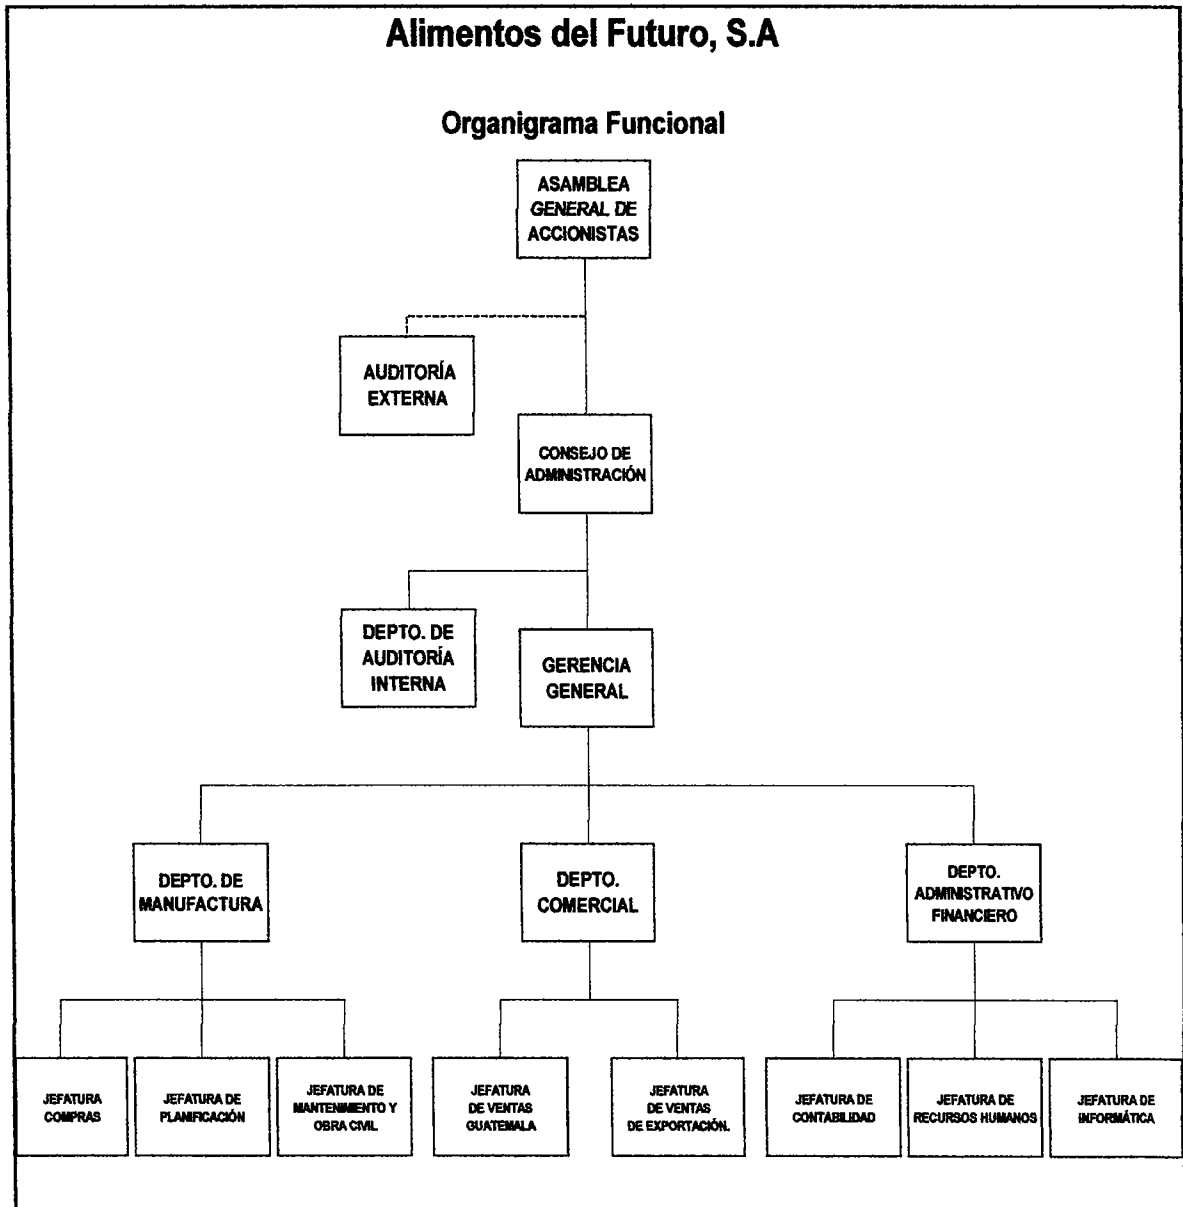 Alimentos del Futuro, S.A
Organigrama Funcional
ASAMBLEA
GENERAL DE
ACCIONISTAS
AUDITORÍA
EXTERNA
CONSEJO DE
ADMINISTRACIÓN
DEPTO. DE
AUDITORÍA
INTERNA
GERENCIA
GENERAL
DEPTO. DE
MANUFACTURA
DEPTO.
COMERCIAL
DEPTO.
ADMINISTRATIVO
FINANCIERO
JEFATURA
COMPRAS
JEFATURA DE
PLANIFICACIÓN
JEFATURA DE
MANTENIMIENTO Y
OBRA CIVIL
JEFATURA
DE VENTAS
GUATEMALA
JEFATURA
DE VENTAS
DE EXPORTACIÓN.
JEFATURA DE
CONTABILIDAD
JEFATURA DE
RECURSOS HUMANOS
JEFATURA DE
INFORMÁTICA